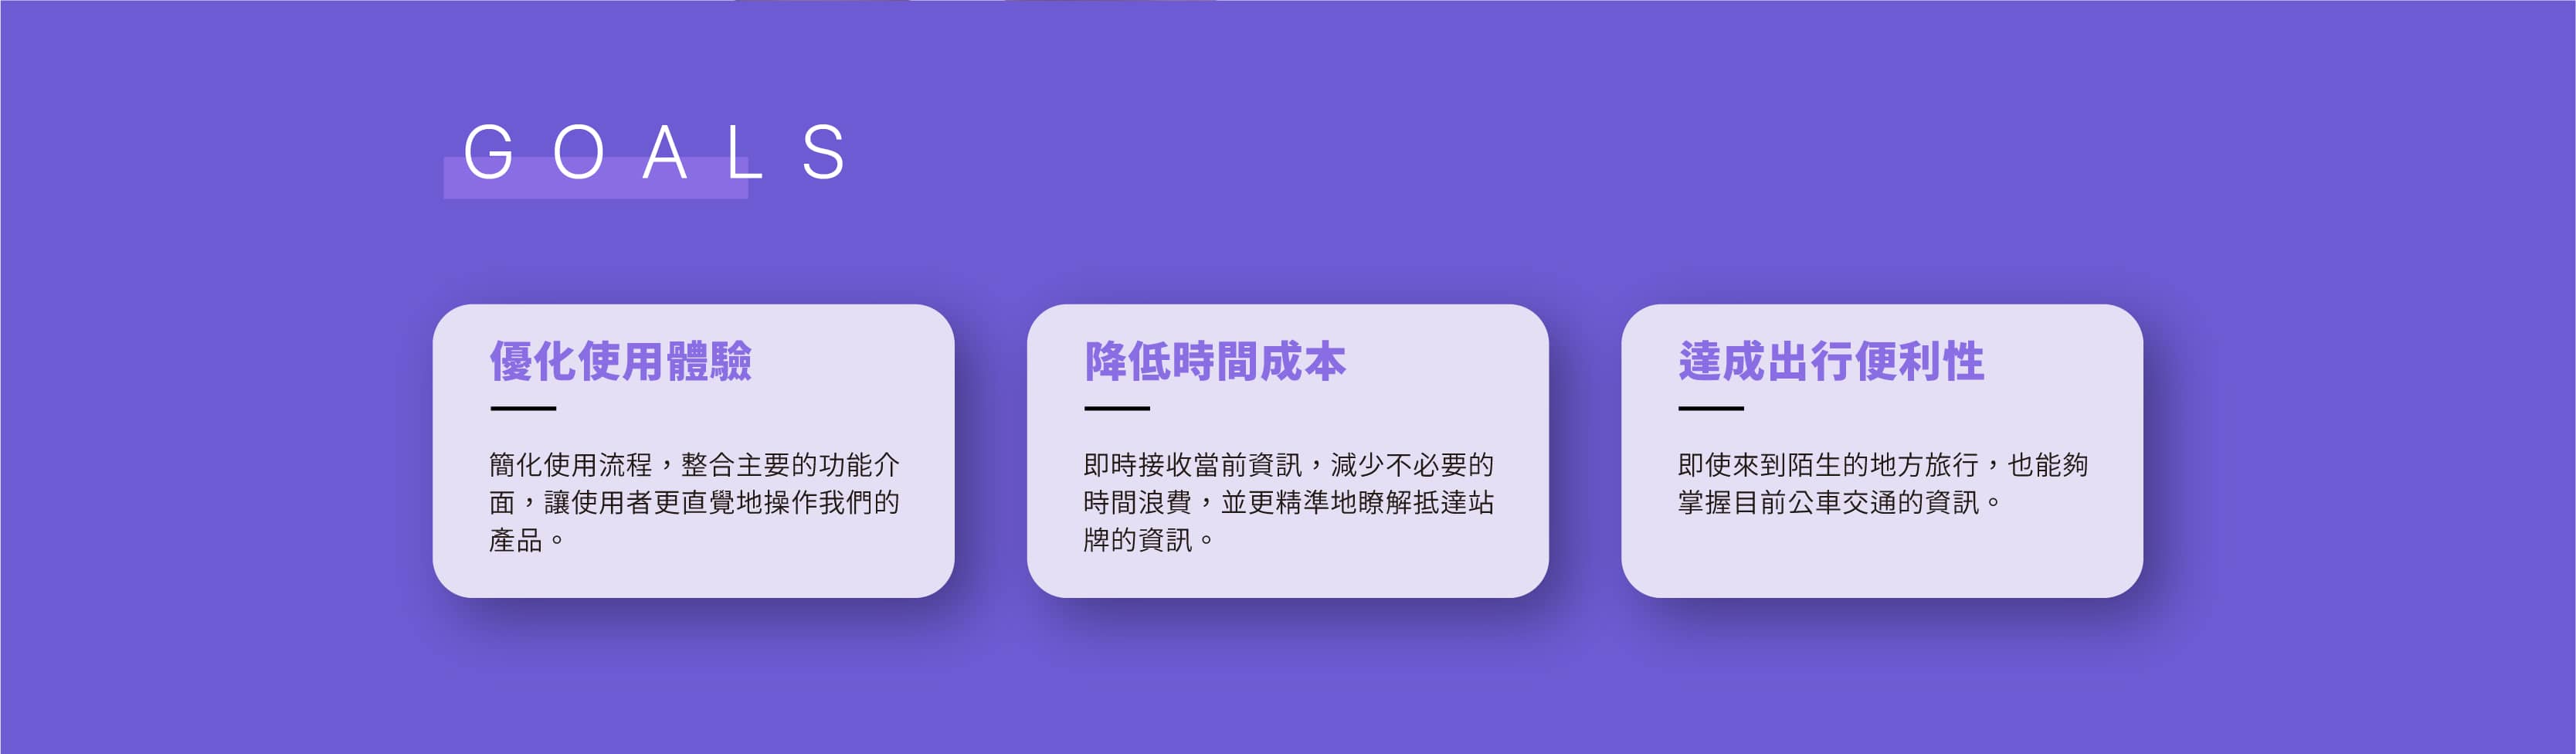 GOALS
優化使用體驗
簡化使用流程，整合主要的功能介
面，讓使用者更直覺地操作我們的
產品。
降低時間成本
即時接收當前資訊，減少不必要的
時間浪費，並更精準地瞭解抵達站
牌的資訊。
達成出行便利性
即使來到陌生的地方旅行，也能夠
掌握目前公車交通的資訊。